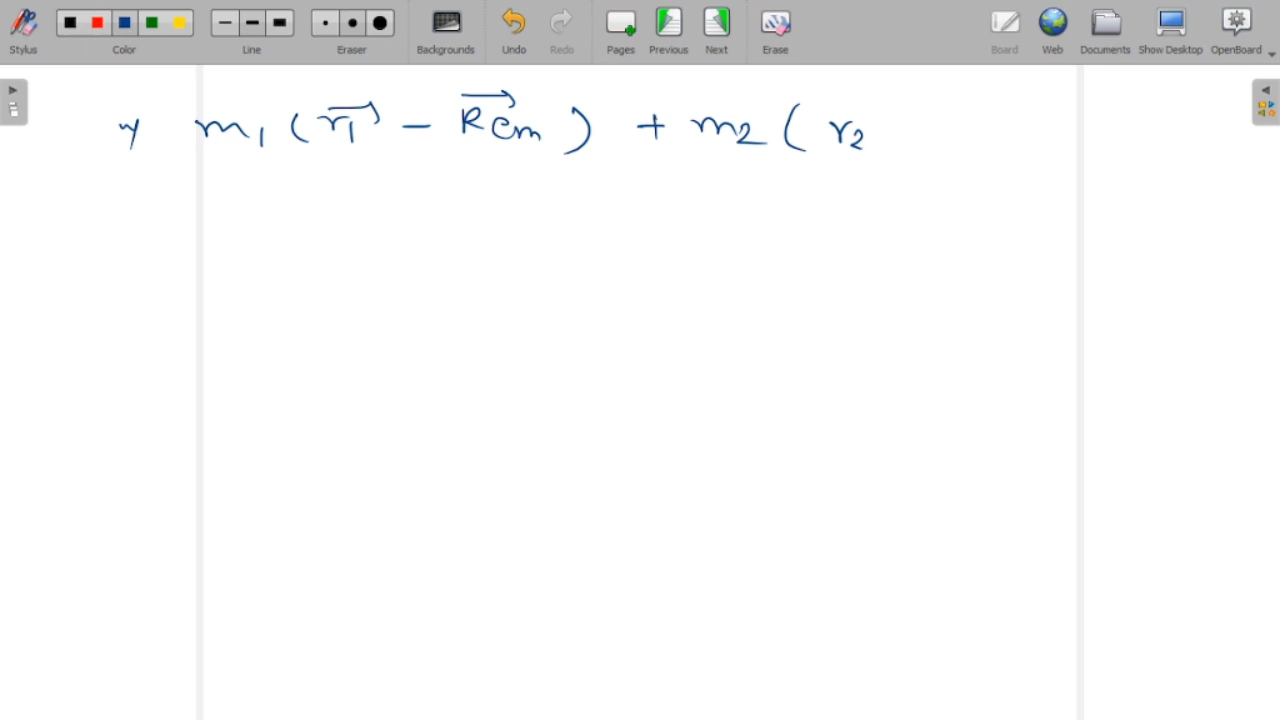 Stylus Color Line Eraser Backgrounds Undo Redo Pages Previous Next Erase Board Web Documents Show Desktop OpenBoard
m₁ ( r₁⃗ − R⃗cm ) + m₂ ( r₂